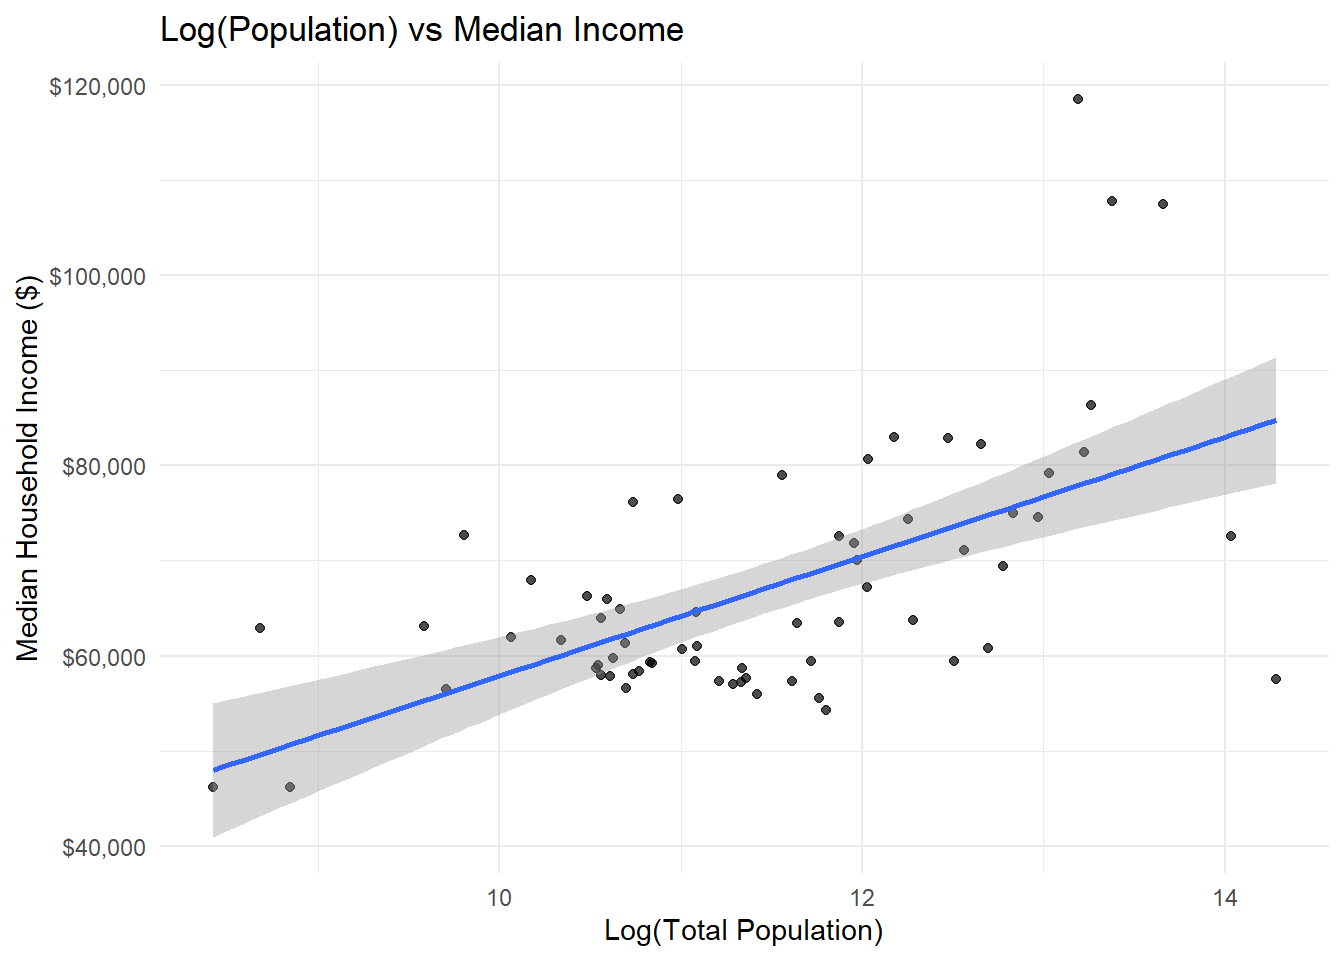 Log(Population) vs Median Income
Median Household Income ($)
$120,000
$100,000
$80,000
$60,000
$40,000
10 12 14
Log(Total Population)